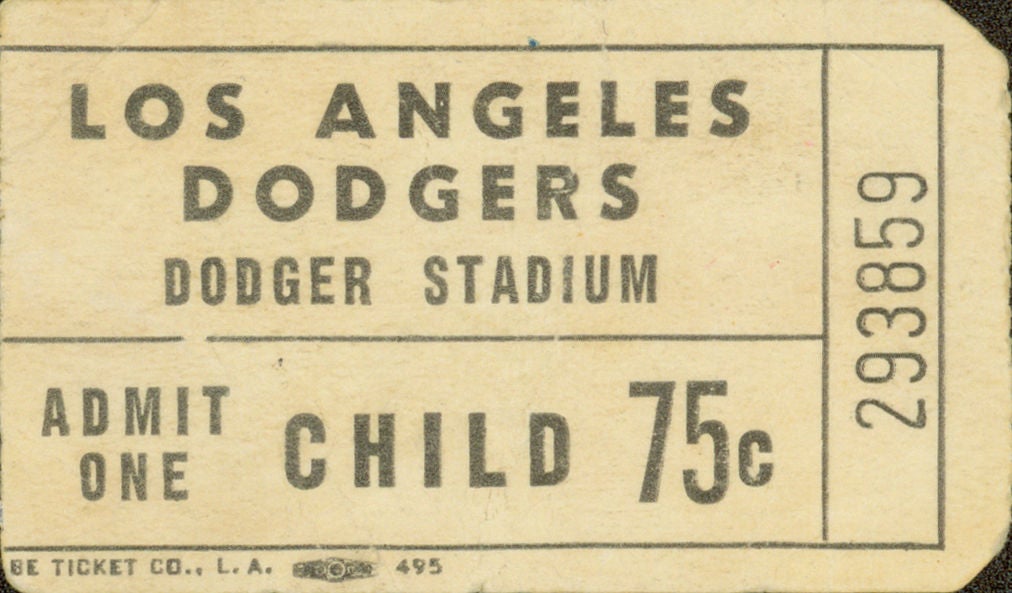 LOS ANGELES
DODGERS
DODGER STADIUM
ADMIT
ONE
CHILD 75c
BE TICKET CO., L.A. 495
293859